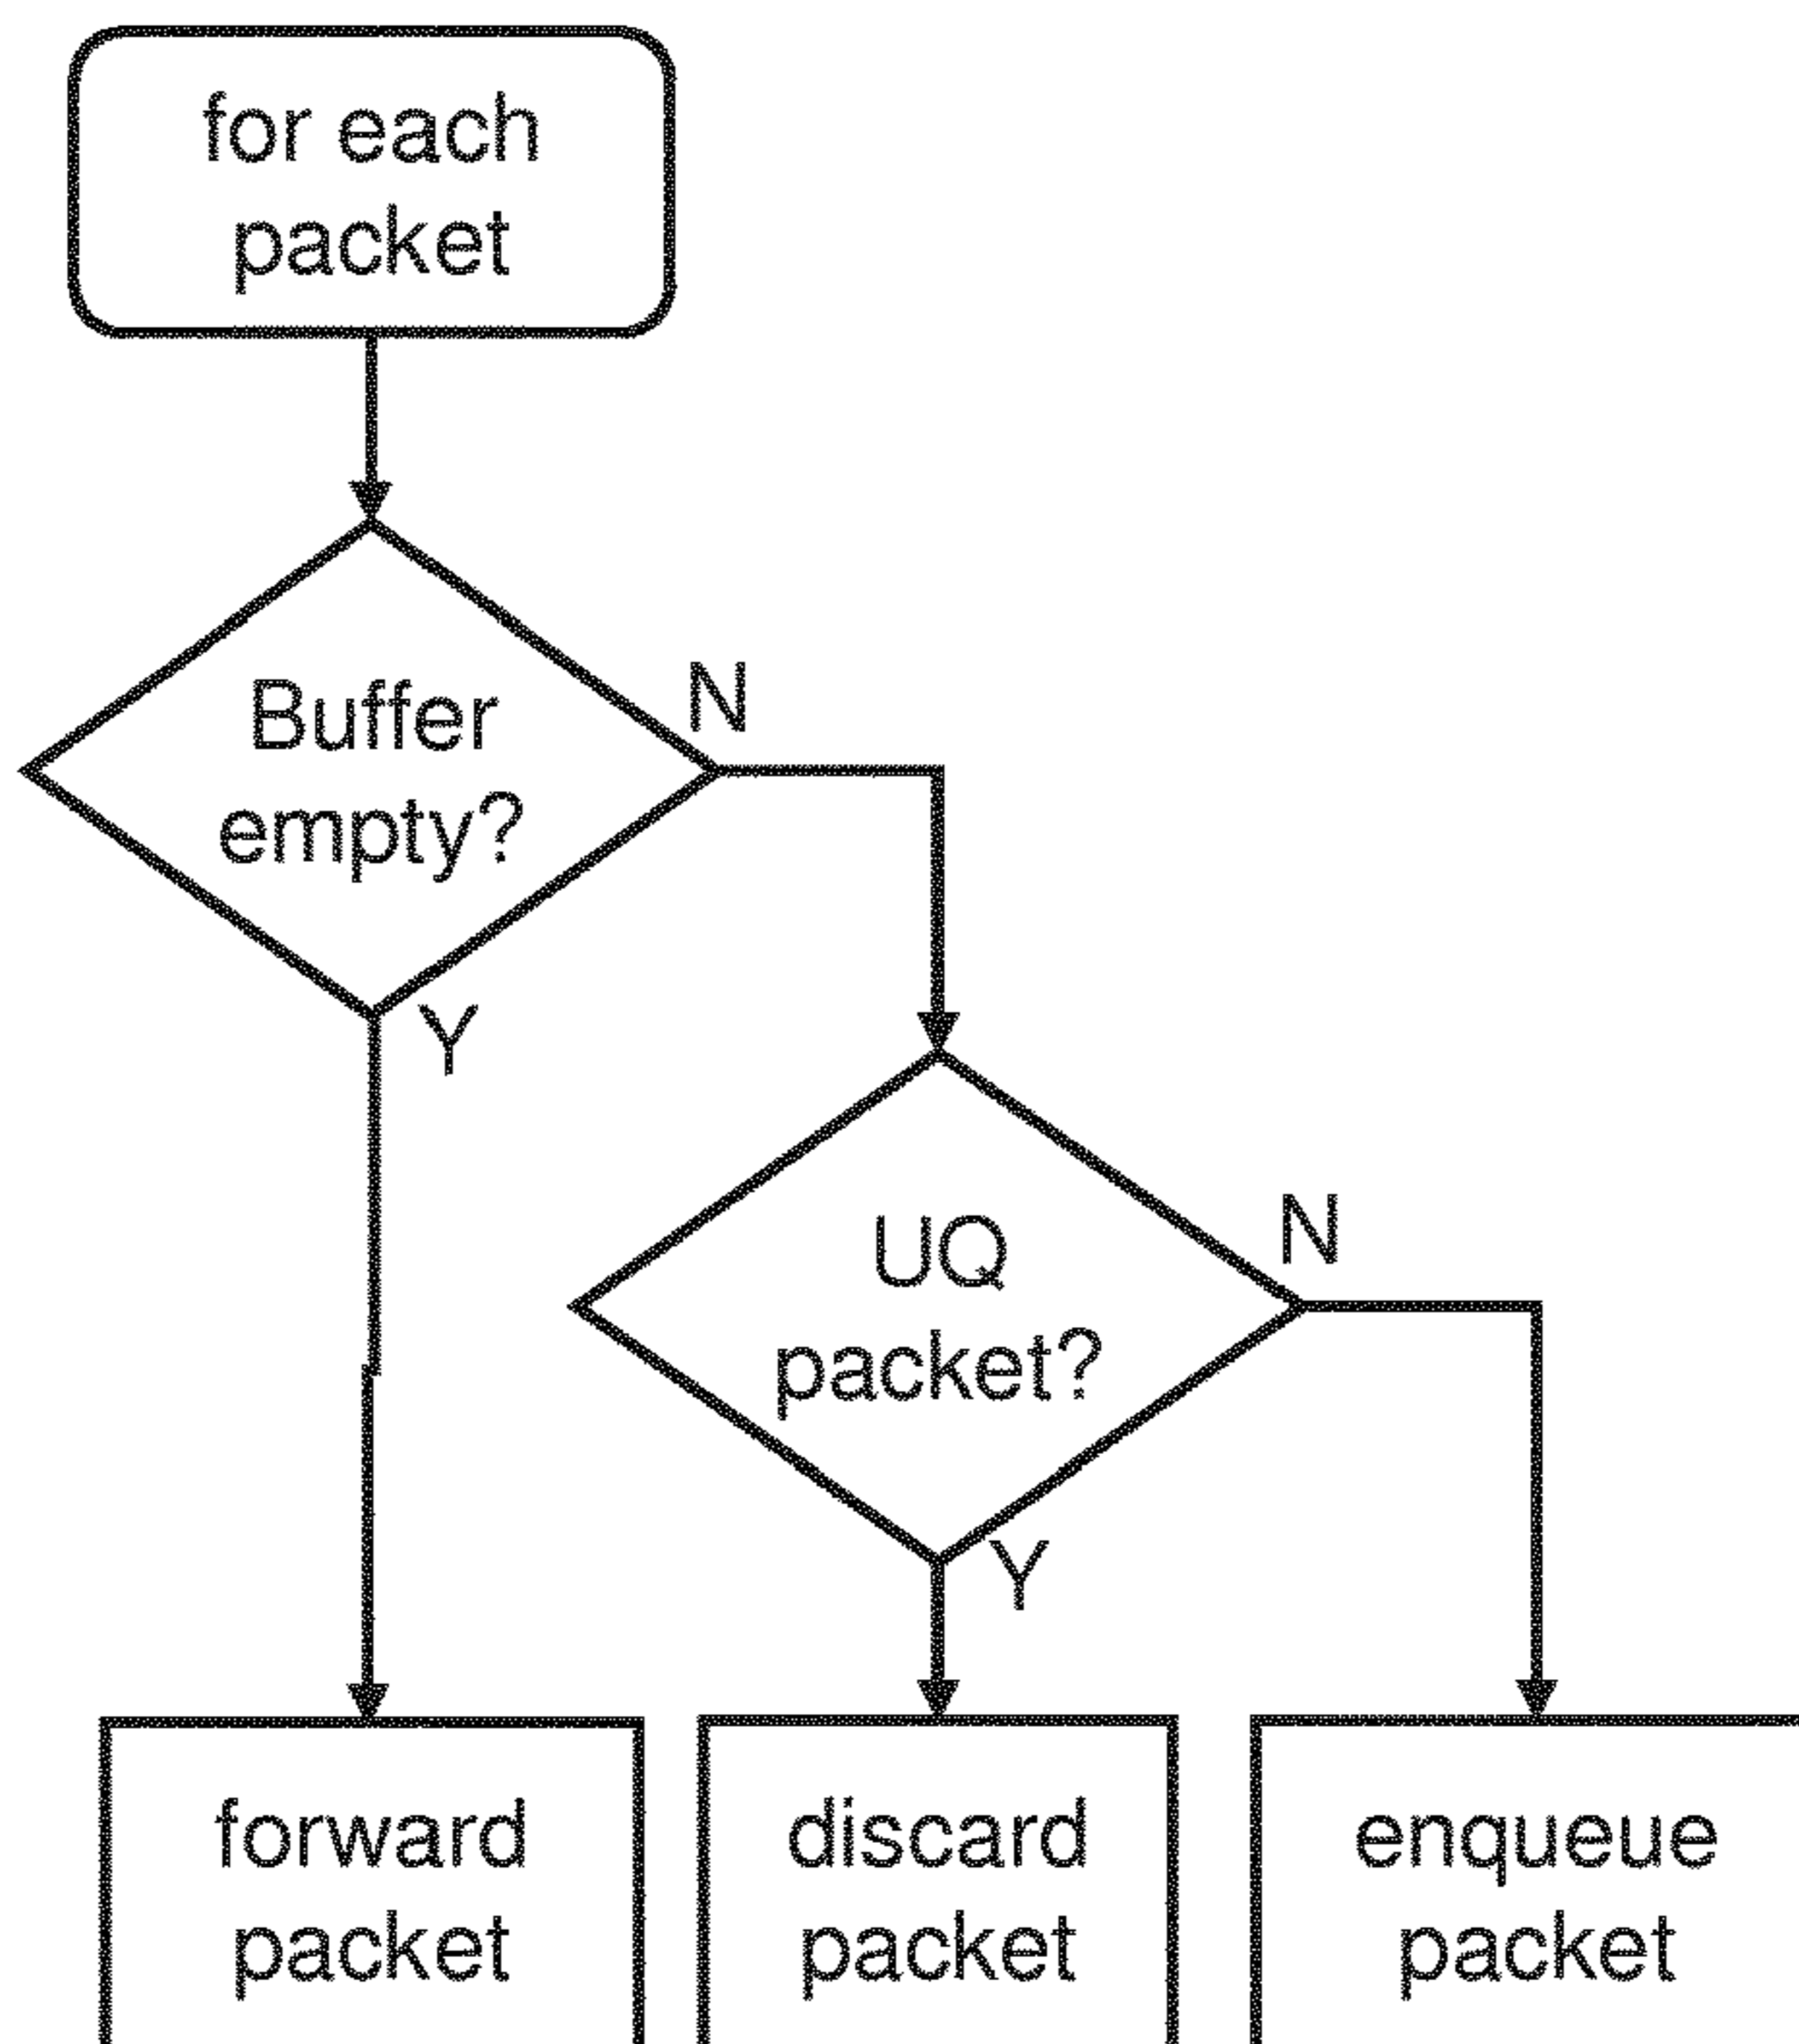 for each
packet
Buffer
empty?
N
Y
UQ
packet?
N
Y
forward
packet
discard
packet
enqueue
packet